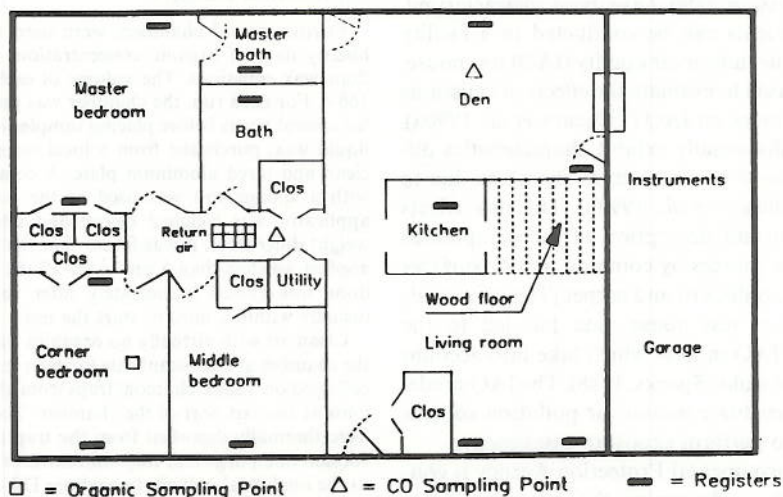 Master
bath
Master
bedroom
Den
Bath
Clos
Instruments
Clos
Clos
Clos
Return
air
Kitchen
Clos
Utility
Wood floor
Living room
Garage
Corner
bedroom
Middle
bedroom
Clos
= Organic Sampling Point
= CO Sampling Point
= Registers